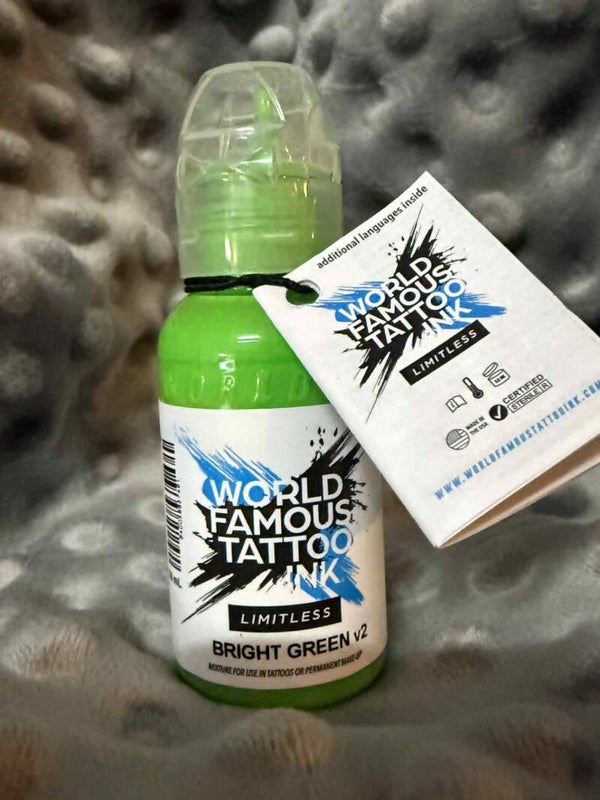 additional languages inside
WORLD
FAMOUS
TATTOO
INK
LIMITLESS
CERTIFIED
STERILE R
MADE IN
THE USA
WWW.WORLDFAMOUSTATTOOINK.COM
WORLD
FAMOUS
TATTOO
INK
LIMITLESS
BRIGHT GREEN v2
MIXTURE FOR USE IN TATTOOS OR PERMANENT MAKE-UP